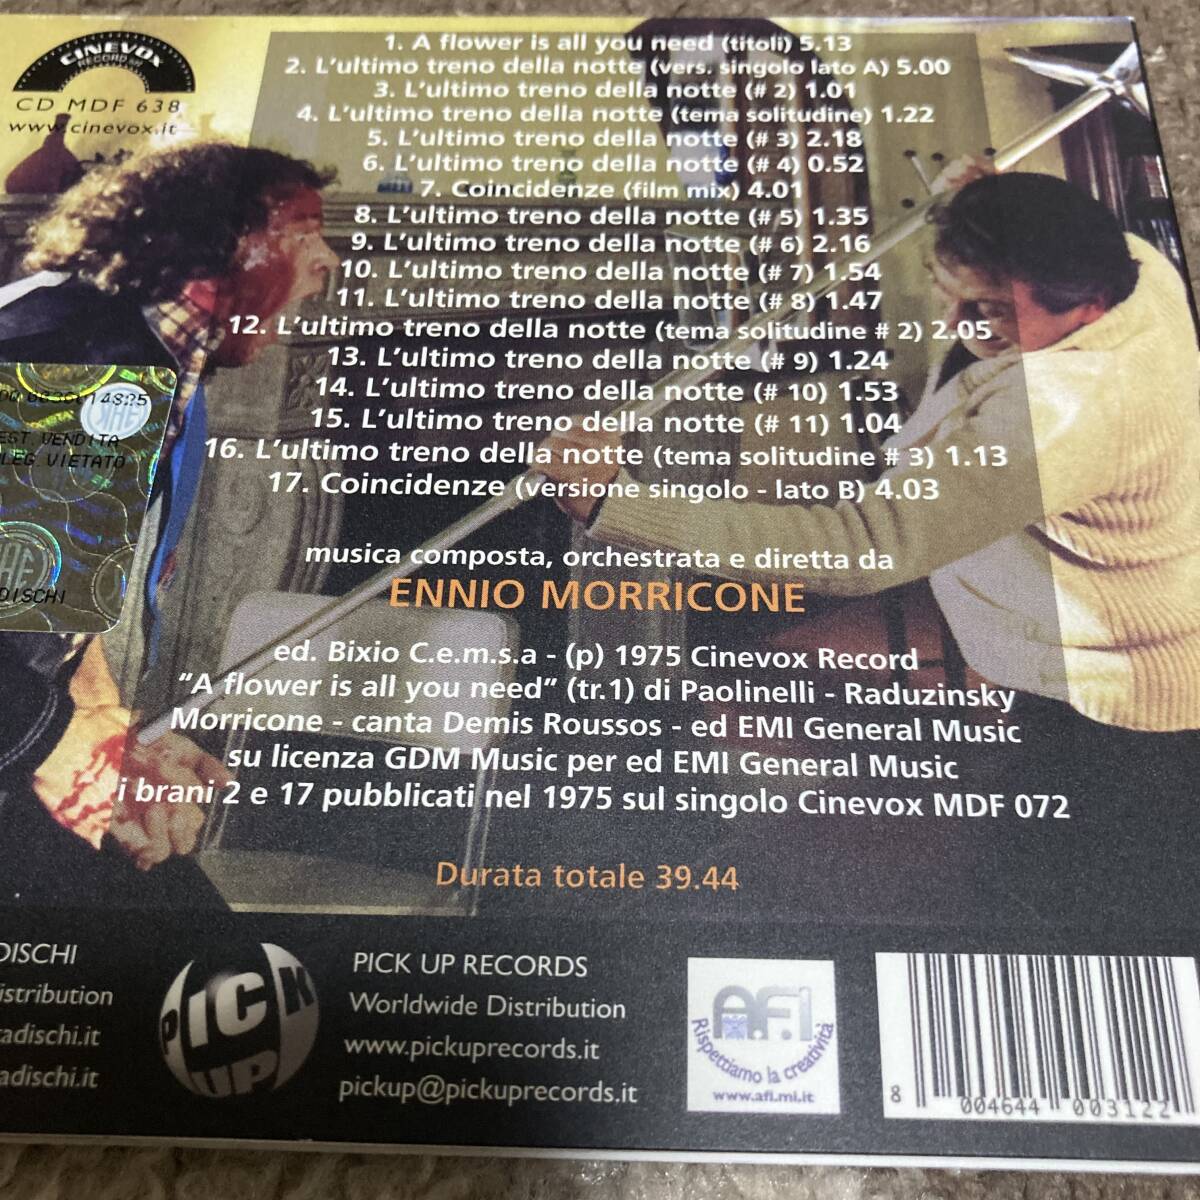 CINEVOX
RECORD srl
CD MDF 638
www.cinevox.it
1. A flower is all you need (titoli) 5.13
2. L'ultimo treno della notte (vers. singolo lato A) 5.00
3. L'ultimo treno della notte (# 2) 1.01
4. L'ultimo treno della notte (tema solitudine) 1.22
5. L'ultimo treno della notte (# 3) 2.18
6. L'ultimo treno della notte (# 4) 0.52
7. Coincidenze (film mix) 4.01
8. L'ultimo treno della notte (# 5) 1.35
9. L'ultimo treno della notte (# 6) 2.16
10. L'ultimo treno della notte (# 7) 1.54
11. L'ultimo treno della notte (# 8) 1.47
12. L'ultimo treno della notte (tema solitudine # 2) 2.05
13. L'ultimo treno della notte (# 9) 1.24
14. L'ultimo treno della notte (# 10) 1.53
15. L'ultimo treno della notte (# 11) 1.04
16. L'ultimo treno della notte (tema solitudine # 3) 1.13
17. Coincidenze (versione singolo - lato B) 4.03
EST. VENDITA
LEG VIETATO
DISCHI
musica composta, orchestrata e diretta da
ENNIO MORRICONE
ed. Bixio C.e.m.s.a - (p) 1975 Cinevox Record
“A flower is all you need” (tr.1) di Paolinelli - Raduzinsky
Morricone - canta Demis Roussos - ed EMI General Music
su licenza GDM Music per ed EMI General Music
i brani 2 e 17 pubblicati nel 1975 sul singolo Cinevox MDF 072
Durata totale 39.44
DISCHI
istribution
adischi.it
adischi.it
PICK UP
PICK UP RECORDS
Worldwide Distribution
www.pickuprecords.it
pickup@pickuprecords.it
A.F.I
Rispettiamo la creatività
www.afi.mi.it
8 004644 003122